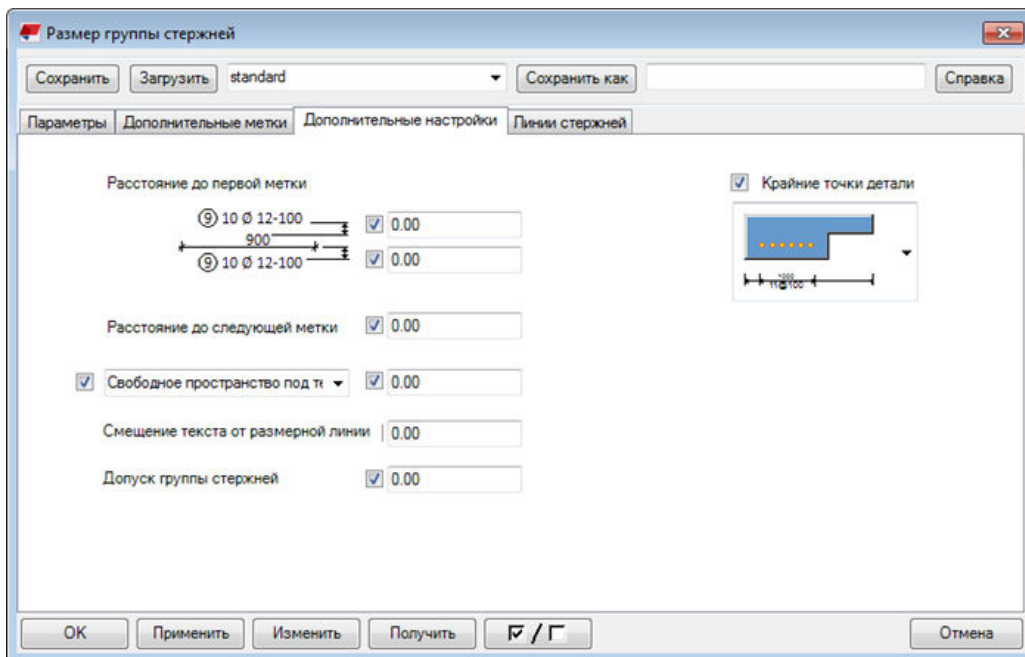 Размер группы стержней
Сохранить Загрузить standard Сохранить как Справка
Параметры Дополнительные метки Дополнительные настройки Линии стержней
Расстояние до первой метки
Крайние точки детали
9 10 Ø 12-100 0.00
900
9 10 Ø 12-100 0.00
Расстояние до следующей метки 0.00
Свободное пространство под те 0.00
Смещение текста от размерной линии 0.00
Допуск группы стержней 0.00
OK Применить Изменить Получить / Отмена